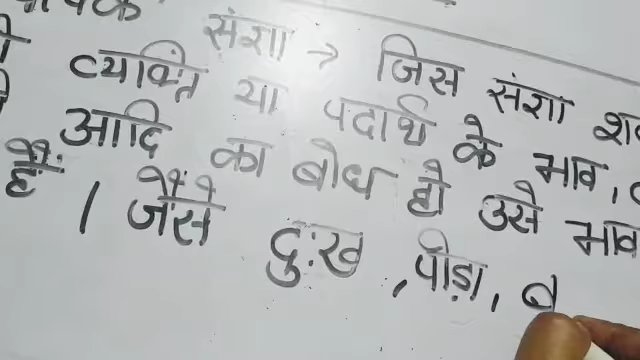 संज्ञा → जिस संज्ञा
व्यक्ति या पदार्थ के भाव,
आदि का बोध हो उसे भाव
हैं । जैसे दुःख , पीड़ा, ब